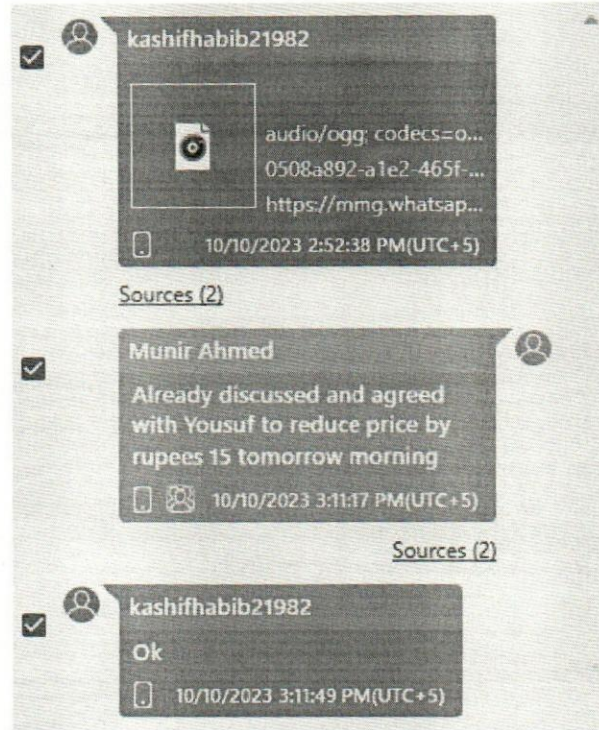 kashifhabib21982
audio/ogg; codecs=o...
0508a892-a1e2-465f-...
https://mmg.whatsap...
10/10/2023 2:52:38 PM(UTC+5)
Sources (2)
Munir Ahmed
Already discussed and agreed
with Yousuf to reduce price by
rupees 15 tomorrow morning
10/10/2023 3:11:17 PM(UTC+5)
Sources (2)
kashifhabib21982
Ok
10/10/2023 3:11:49 PM(UTC+5)